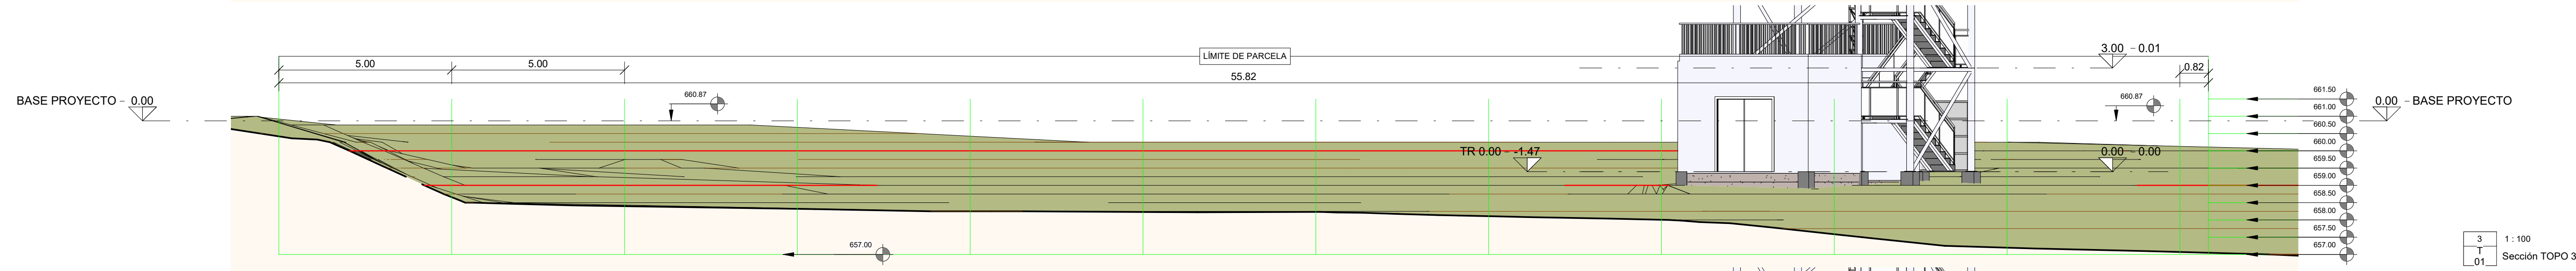 LÍMITE DE PARCELA
5.00
5.00
55.82
3.00 – 0.01
0.82
BASE PROYECTO – 0.00
660.87
660.87
0.00 – BASE PROYECTO
TR 0.00 – -1.47
0.00 – 0.00
661.50
661.00
660.50
660.00
659.50
659.00
658.50
658.00
657.50
657.00
657.00
3
T
01
1 : 100
Sección TOPO 3